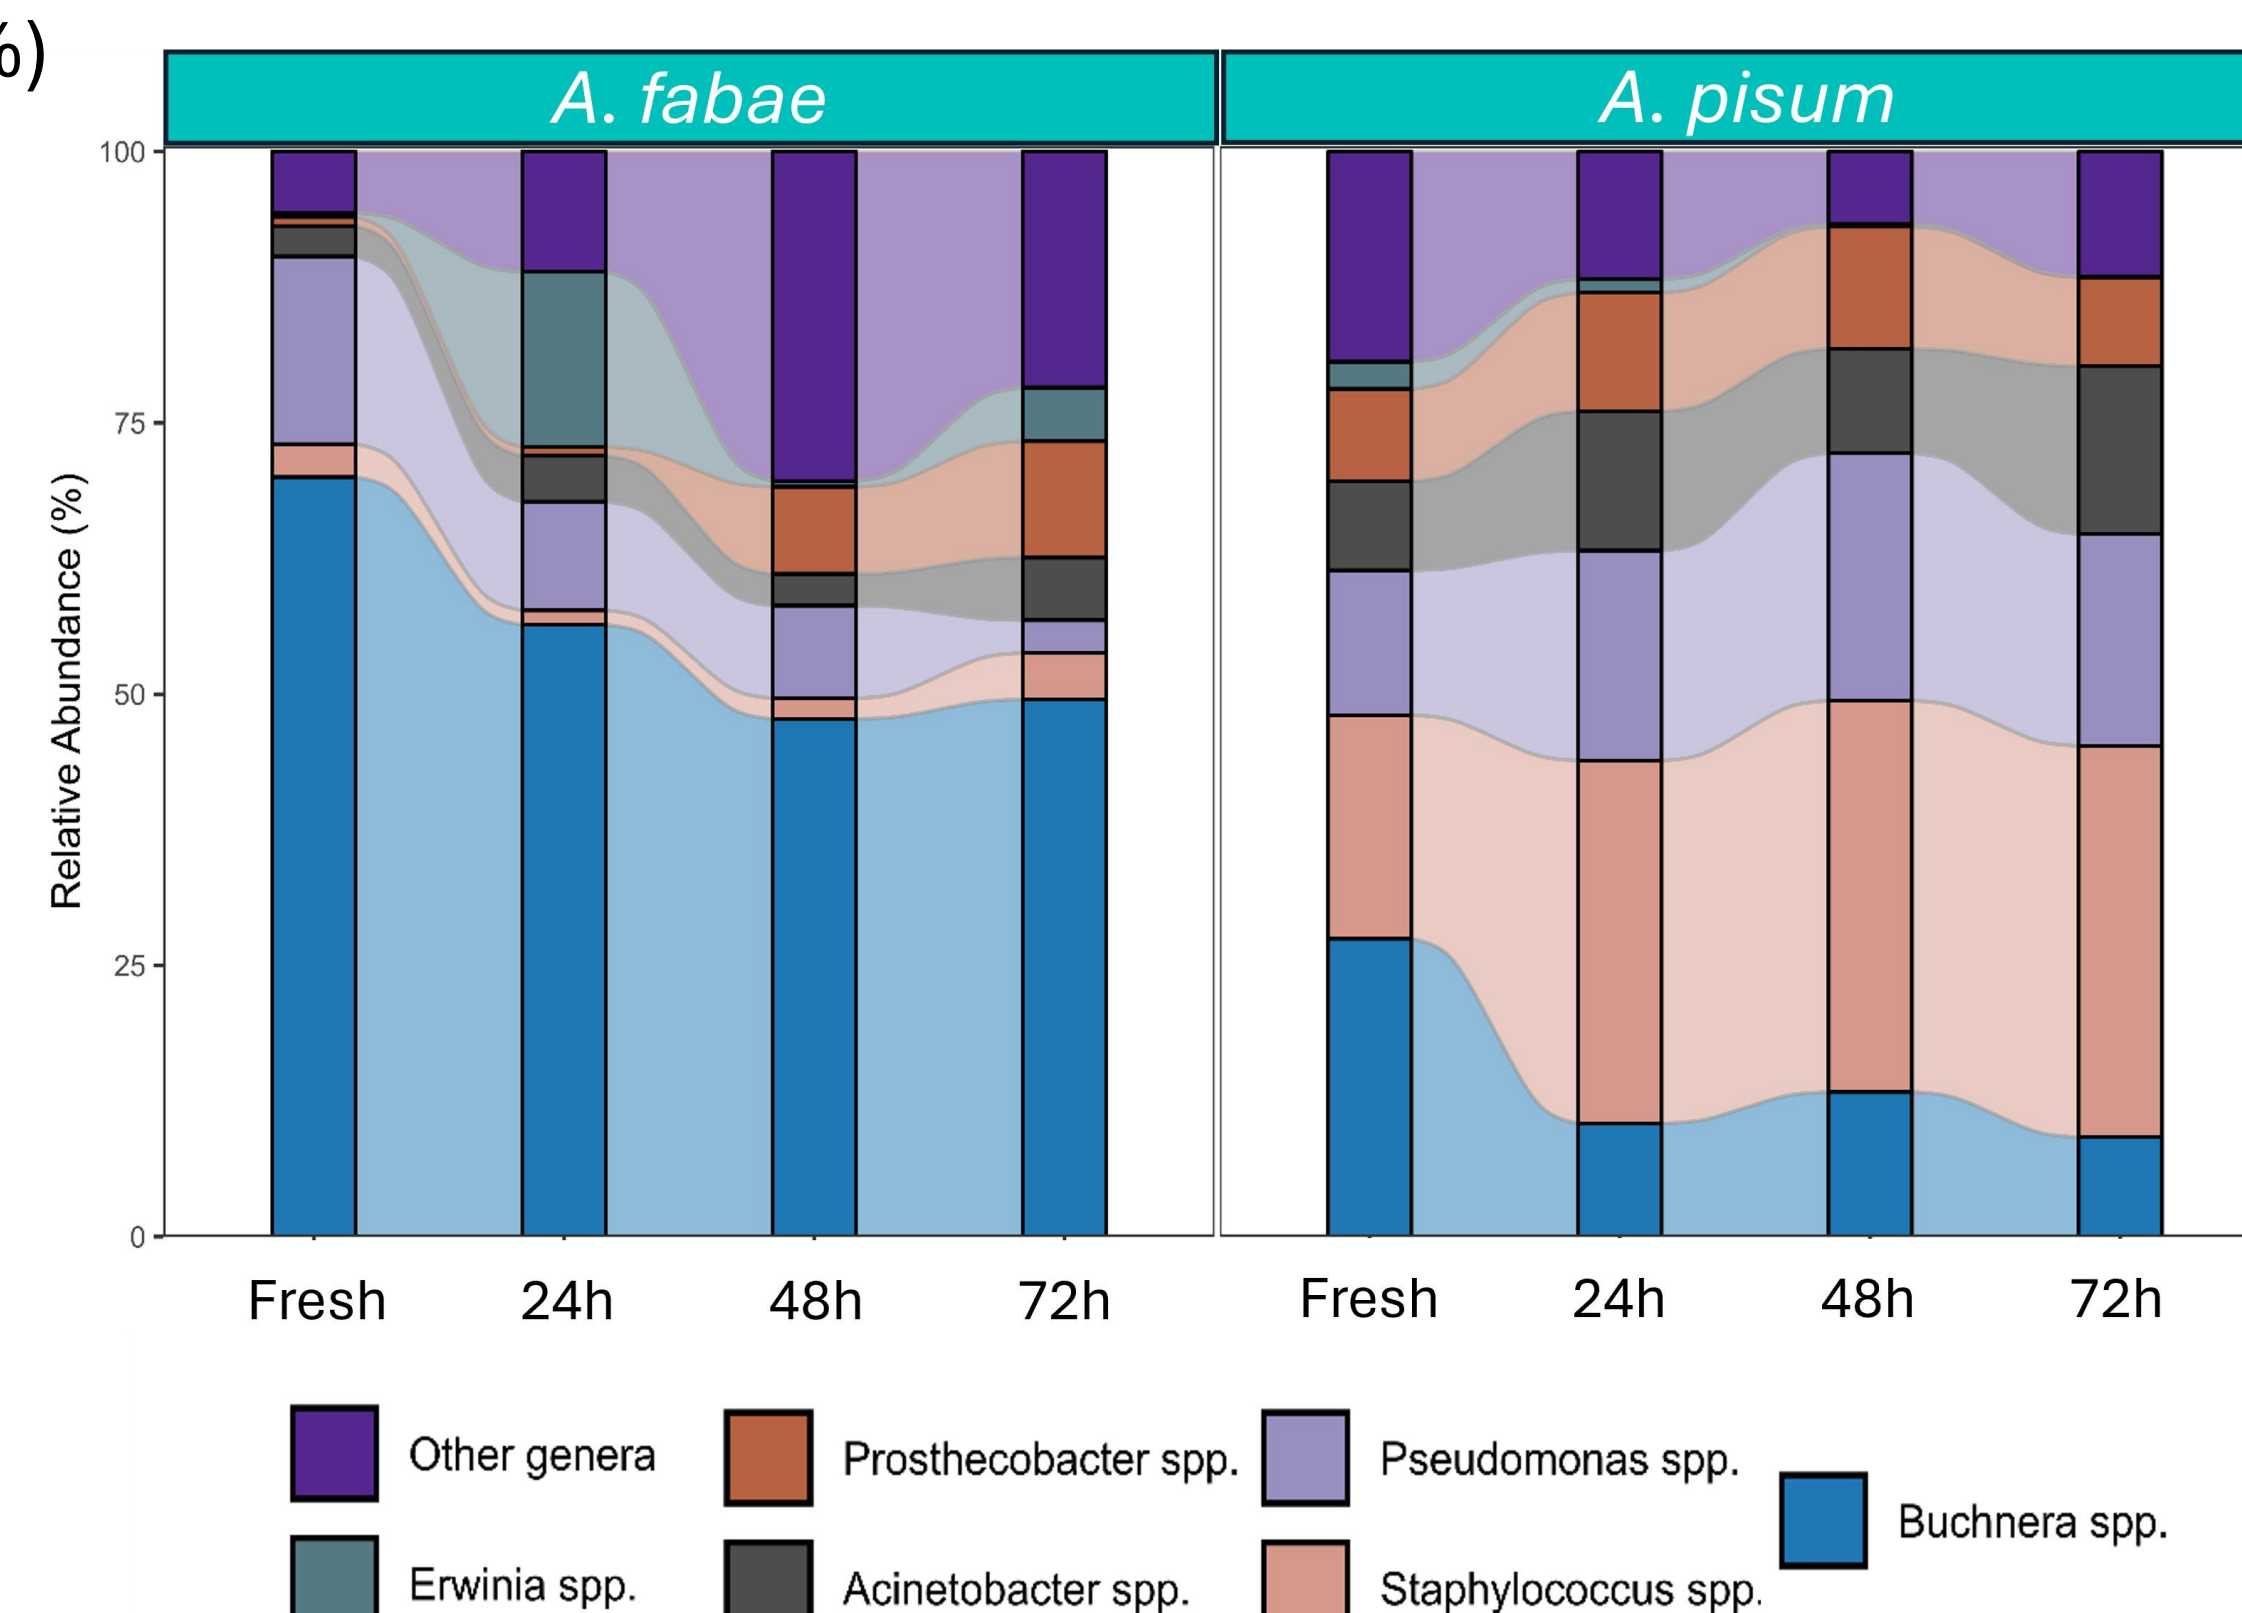 %)
A. fabae
A. pisum
Relative Abundance (%)
100
75
50
25
0
Fresh 24h 48h 72h
Fresh 24h 48h 72h
Other genera
Prosthecobacter spp.
Pseudomonas spp.
Buchnera spp.
Erwinia spp.
Acinetobacter spp.
Staphylococcus spp.